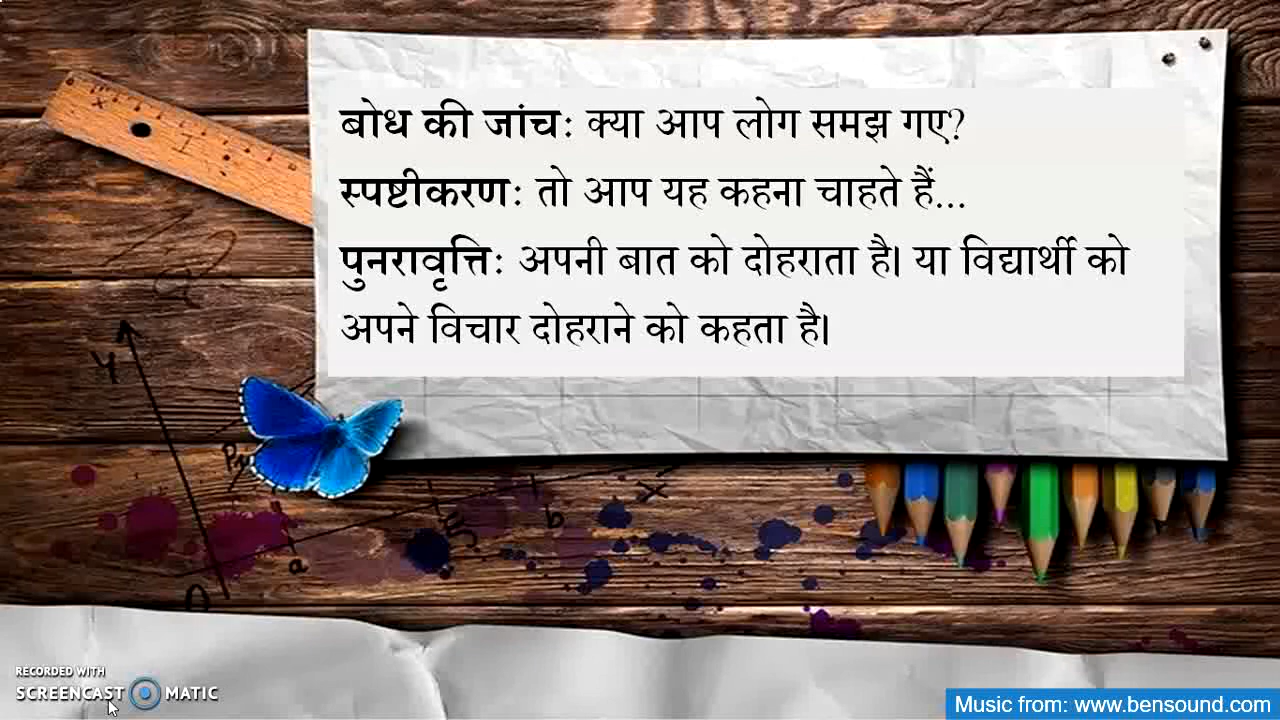 बोध की जांच: क्या आप लोग समझ गए?
स्पष्टीकरण: तो आप यह कहना चाहते हैं...
पुनरावृत्ति: अपनी बात को दोहराता है। या विद्यार्थी को
अपने विचार दोहराने को कहता है।
Y
P
X
b
a
O
RECORDED WITH
SCREENCAST MATIC
Music from: www.bensound.com